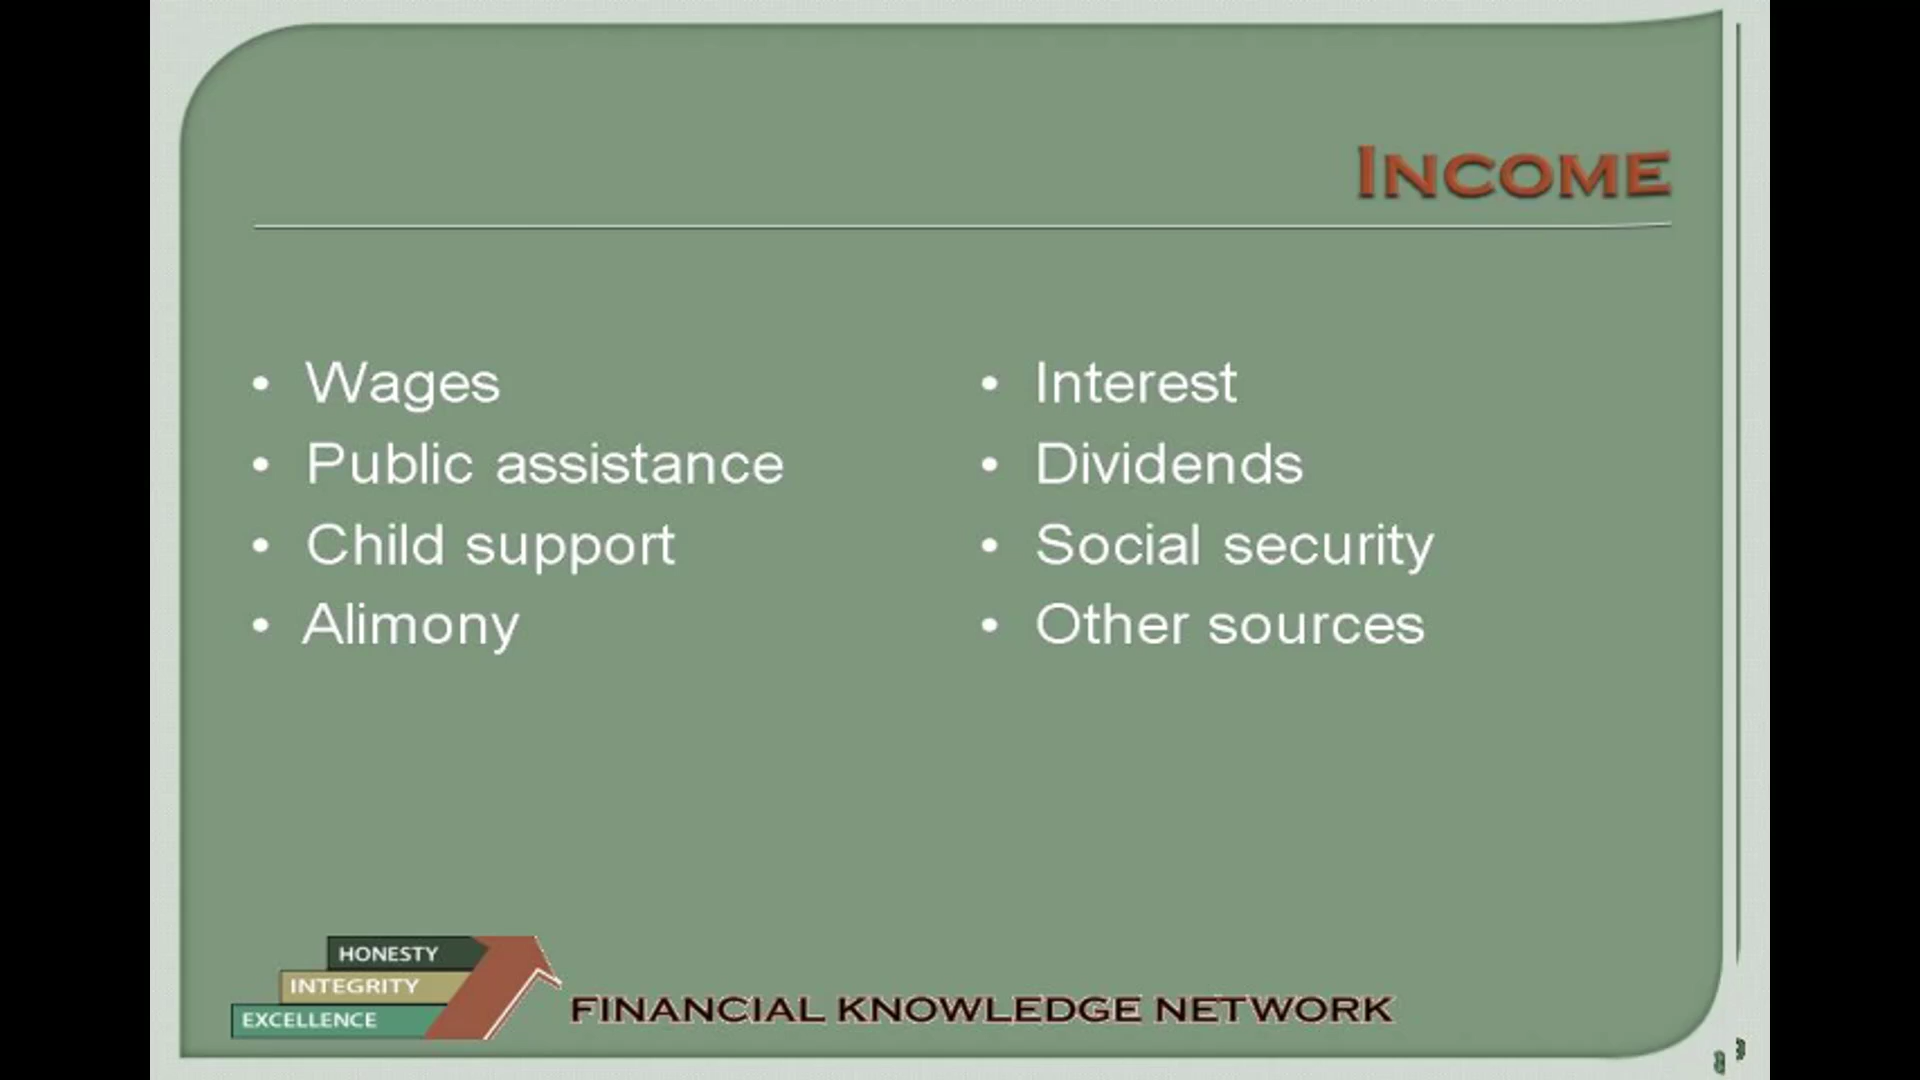 INCOME
• Wages
• Public assistance
• Child support
• Alimony
• Interest
• Dividends
• Social security
• Other sources
HONESTY
INTEGRITY
EXCELLENCE
FINANCIAL KNOWLEDGE NETWORK